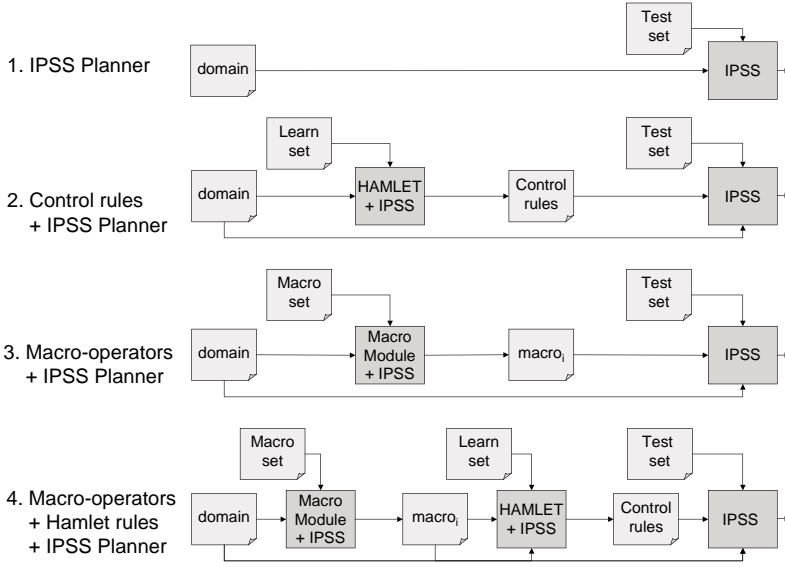 Test
set
1. IPSS Planner
domain
IPSS
Learn
set
Test
set
2. Control rules
+ IPSS Planner
domain
HAMLET
+ IPSS
Control
rules
IPSS
Macro
set
Test
set
3. Macro-operators
+ IPSS Planner
domain
Macro
Module
+ IPSS
macroi
IPSS
Macro
set
Learn
set
Test
set
4. Macro-operators
+ Hamlet rules
+ IPSS Planner
domain
Macro
Module
+ IPSS
macroi
HAMLET
+ IPSS
Control
rules
IPSS